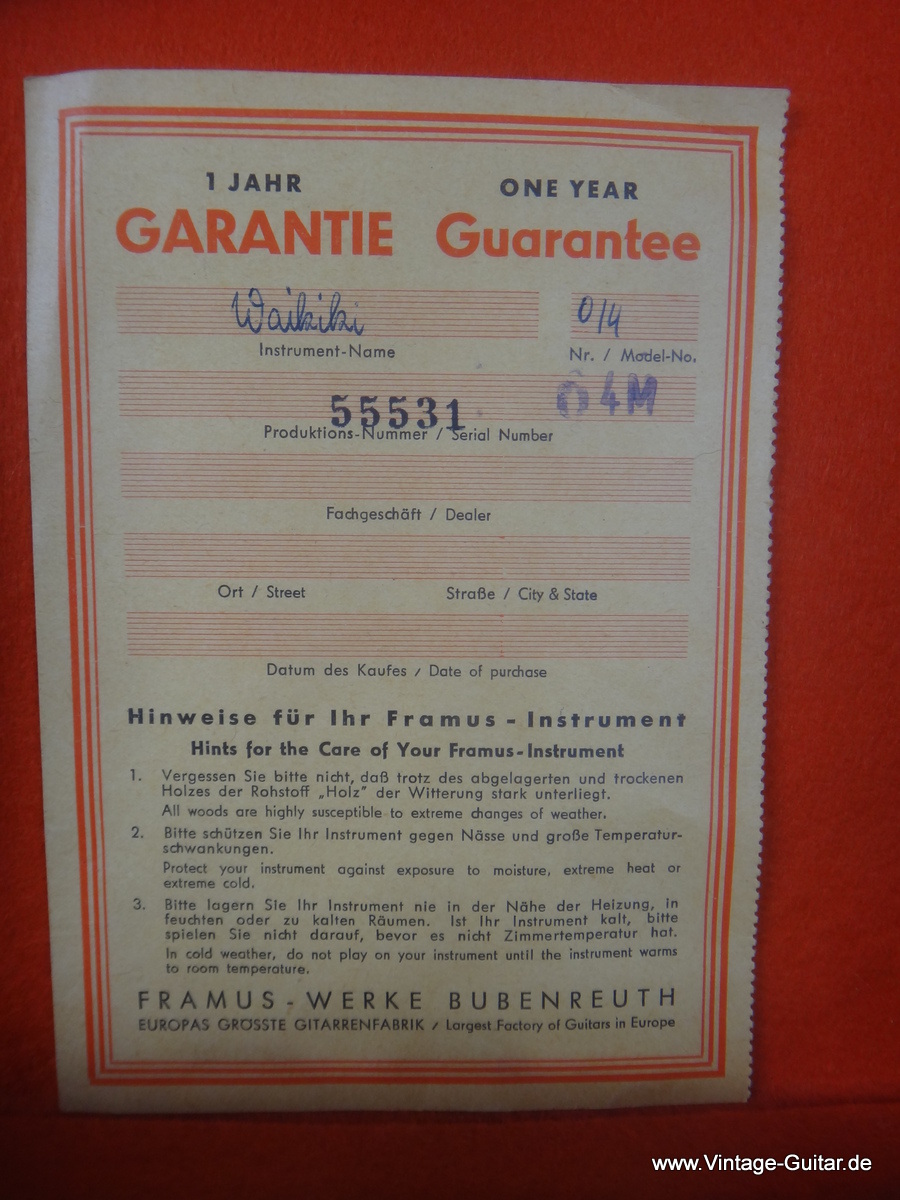 1 JAHR ONE YEAR
GARANTIE Guarantee
Waikiki 0/4
Instrument-Name Nr. / Model-No.
55531 04M
Produktions-Nummer / Serial Number
Fachgeschäft / Dealer
Ort / Street Straße / City & State
Datum des Kaufes / Date of purchase
Hinweise für Ihr Framus - Instrument
Hints for the Care of Your Framus-Instrument
1. Vergessen Sie bitte nicht, daß trotz des abgelagerten und trockenen
Holzes der Rohstoff „Holz" der Witterung stark unterliegt.
All woods are highly susceptible to extreme changes of weather.
2. Bitte schützen Sie Ihr Instrument gegen Nässe und große Temperatur-
schwankungen.
Protect your instrument against exposure to moisture, extreme heat or
extreme cold.
3. Bitte lagern Sie Ihr Instrument nie in der Nähe der Heizung, in
feuchten oder zu kalten Räumen. Ist Ihr Instrument kalt, bitte
spielen Sie nicht darauf, bevor es nicht Zimmertemperatur hat.
In cold weather, do not play on your instrument until the instrument warms
to room temperature.
FRAMUS - WERKE BUBENREUTH
EUROPAS GRÖSSTE GITARRENFABRIK / Largest Factory of Guitars in Europe
www.Vintage-Guitar.de